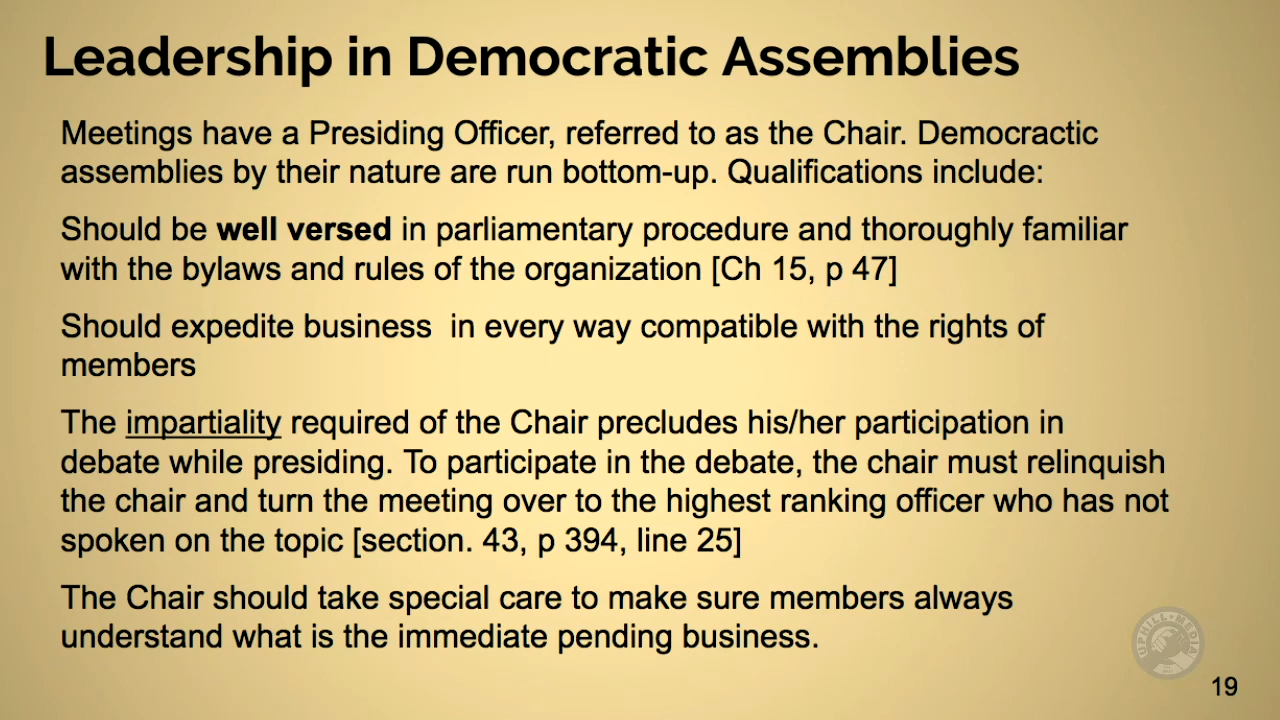 Leadership in Democratic Assemblies
Meetings have a Presiding Officer, referred to as the Chair. Democractic
assemblies by their nature are run bottom-up. Qualifications include:
Should be well versed in parliamentary procedure and thoroughly familiar
with the bylaws and rules of the organization [Ch 15, p 47]
Should expedite business  in every way compatible with the rights of
members
The impartiality required of the Chair precludes his/her participation in
debate while presiding. To participate in the debate, the chair must relinquish
the chair and turn the meeting over to the highest ranking officer who has not
spoken on the topic [section. 43, p 394, line 25]
The Chair should take special care to make sure members always
understand what is the immediate pending business.
UPHILL MEDIA
19